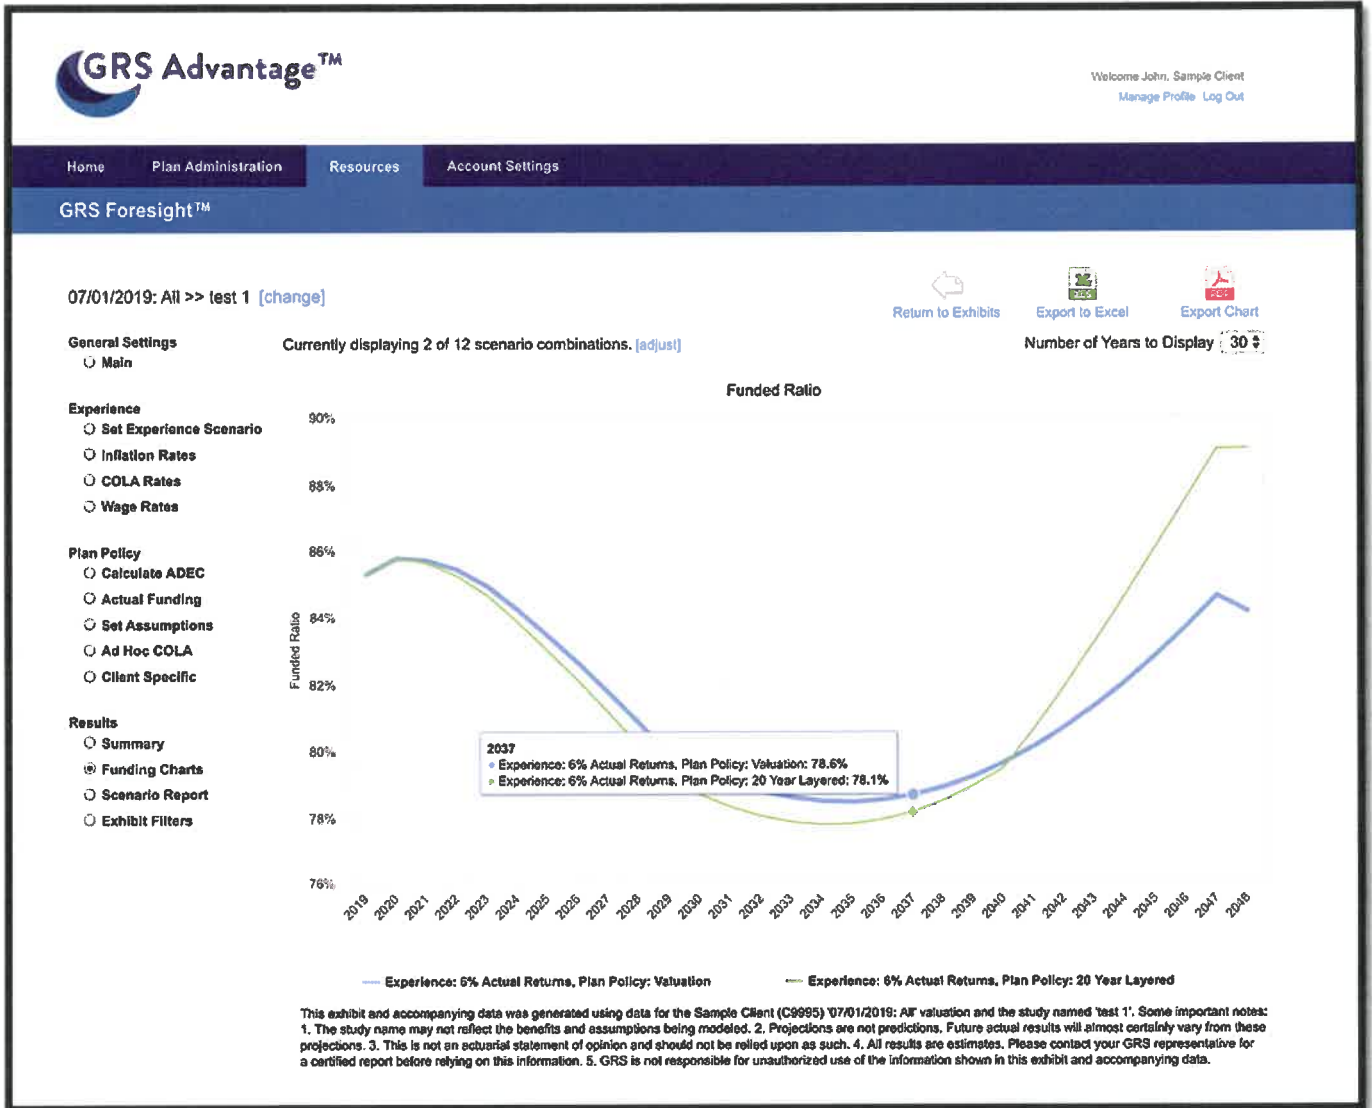 GRS Advantage™
Welcome John, Sample Client
Manage Profile Log Out
Home Plan Administration Resources Account Settings
GRS Foresight™
07/01/2019: All >> test 1 [change]
Return to Exhibits Export to Excel Export Chart
General Settings
Main
Currently displaying 2 of 12 scenario combinations. [adjust]
Number of Years to Display 30
Experience
Set Experience Scenario
Inflation Rates
COLA Rates
Wage Rates
Plan Policy
Calculate ADEC
Actual Funding
Set Assumptions
Ad Hoc COLA
Client Specific
Results
Summary
Funding Charts
Scenario Report
Exhibit Filters
Funded Ratio
Funded Ratio
90%
88%
86%
84%
82%
80%
78%
76%
2037
Experience: 6% Actual Returns, Plan Policy: Valuation: 78.6%
Experience: 6% Actual Returns, Plan Policy: 20 Year Layered: 78.1%
2019 2020 2021 2022 2023 2024 2025 2026 2027 2028 2029 2030 2031 2032 2033 2034 2035 2036 2037 2038 2039 2040 2041 2042 2043 2044 2045 2046 2047 2048
Experience: 6% Actual Returns, Plan Policy: Valuation Experience: 6% Actual Returns, Plan Policy: 20 Year Layered
This exhibit and accompanying data was generated using data for the Sample Client (C9995) '07/01/2019: All' valuation and the study named 'test 1'. Some important notes:
1. The study name may not reflect the benefits and assumptions being modeled. 2. Projections are not predictions. Future actual results will almost certainly vary from these
projections. 3. This is not an actuarial statement of opinion and should not be relied upon as such. 4. All results are estimates. Please contact your GRS representative for
a certified report before relying on this information. 5. GRS is not responsible for unauthorized use of the information shown in this exhibit and accompanying data.